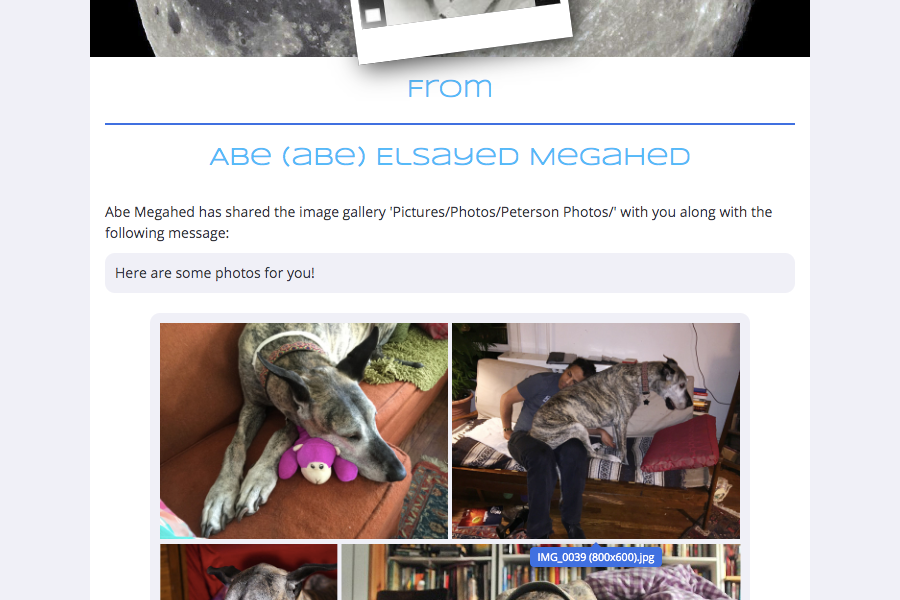 From
Abe (abe) Elsayed Megahed
Abe Megahed has shared the image gallery 'Pictures/Photos/Peterson Photos/' with you along with the
following message:
Here are some photos for you!
IMG_0039 (800x600).jpg